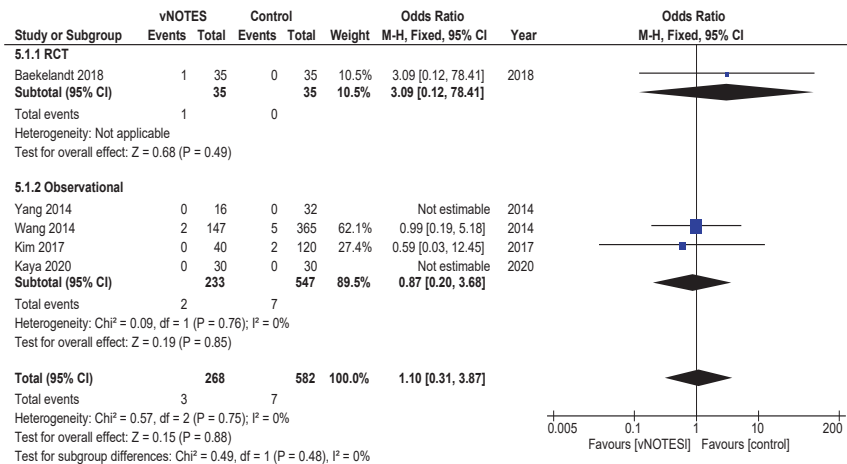 vNOTES Control Odds Ratio Odds Ratio
Study or Subgroup Events Total Events Total Weight M-H, Fixed, 95% CI Year M-H, Fixed, 95% CI
5.1.1 RCT
Baekelandt 2018 1 35 0 35 10.5% 3.09 [0.12, 78.41] 2018
Subtotal (95% CI) 35 35 10.5% 3.09 [0.12, 78.41]
Total events 1 0
Heterogeneity: Not applicable
Test for overall effect: Z = 0.68 (P = 0.49)
5.1.2 Observational
Yang 2014 0 16 0 32 Not estimable 2014
Wang 2014 2 147 5 365 62.1% 0.99 [0.19, 5.18] 2014
Kim 2017 0 40 2 120 27.4% 0.59 [0.03, 12.45] 2017
Kaya 2020 0 30 0 30 Not estimable 2020
Subtotal (95% CI) 233 547 89.5% 0.87 [0.20, 3.68]
Total events 2 7
Heterogeneity: Chi² = 0.09, df = 1 (P = 0.76); I² = 0%
Test for overall effect: Z = 0.19 (P = 0.85)
Total (95% CI) 268 582 100.0% 1.10 [0.31, 3.87]
Total events 3 7
Heterogeneity: Chi² = 0.57, df = 2 (P = 0.75); I² = 0%
Test for overall effect: Z = 0.15 (P = 0.88)
Test for subgroup differences: Chi² = 0.49, df = 1 (P = 0.48), I² = 0%
0.005 0.1 1 10 200
Favours [vNOTESI] Favours [control]